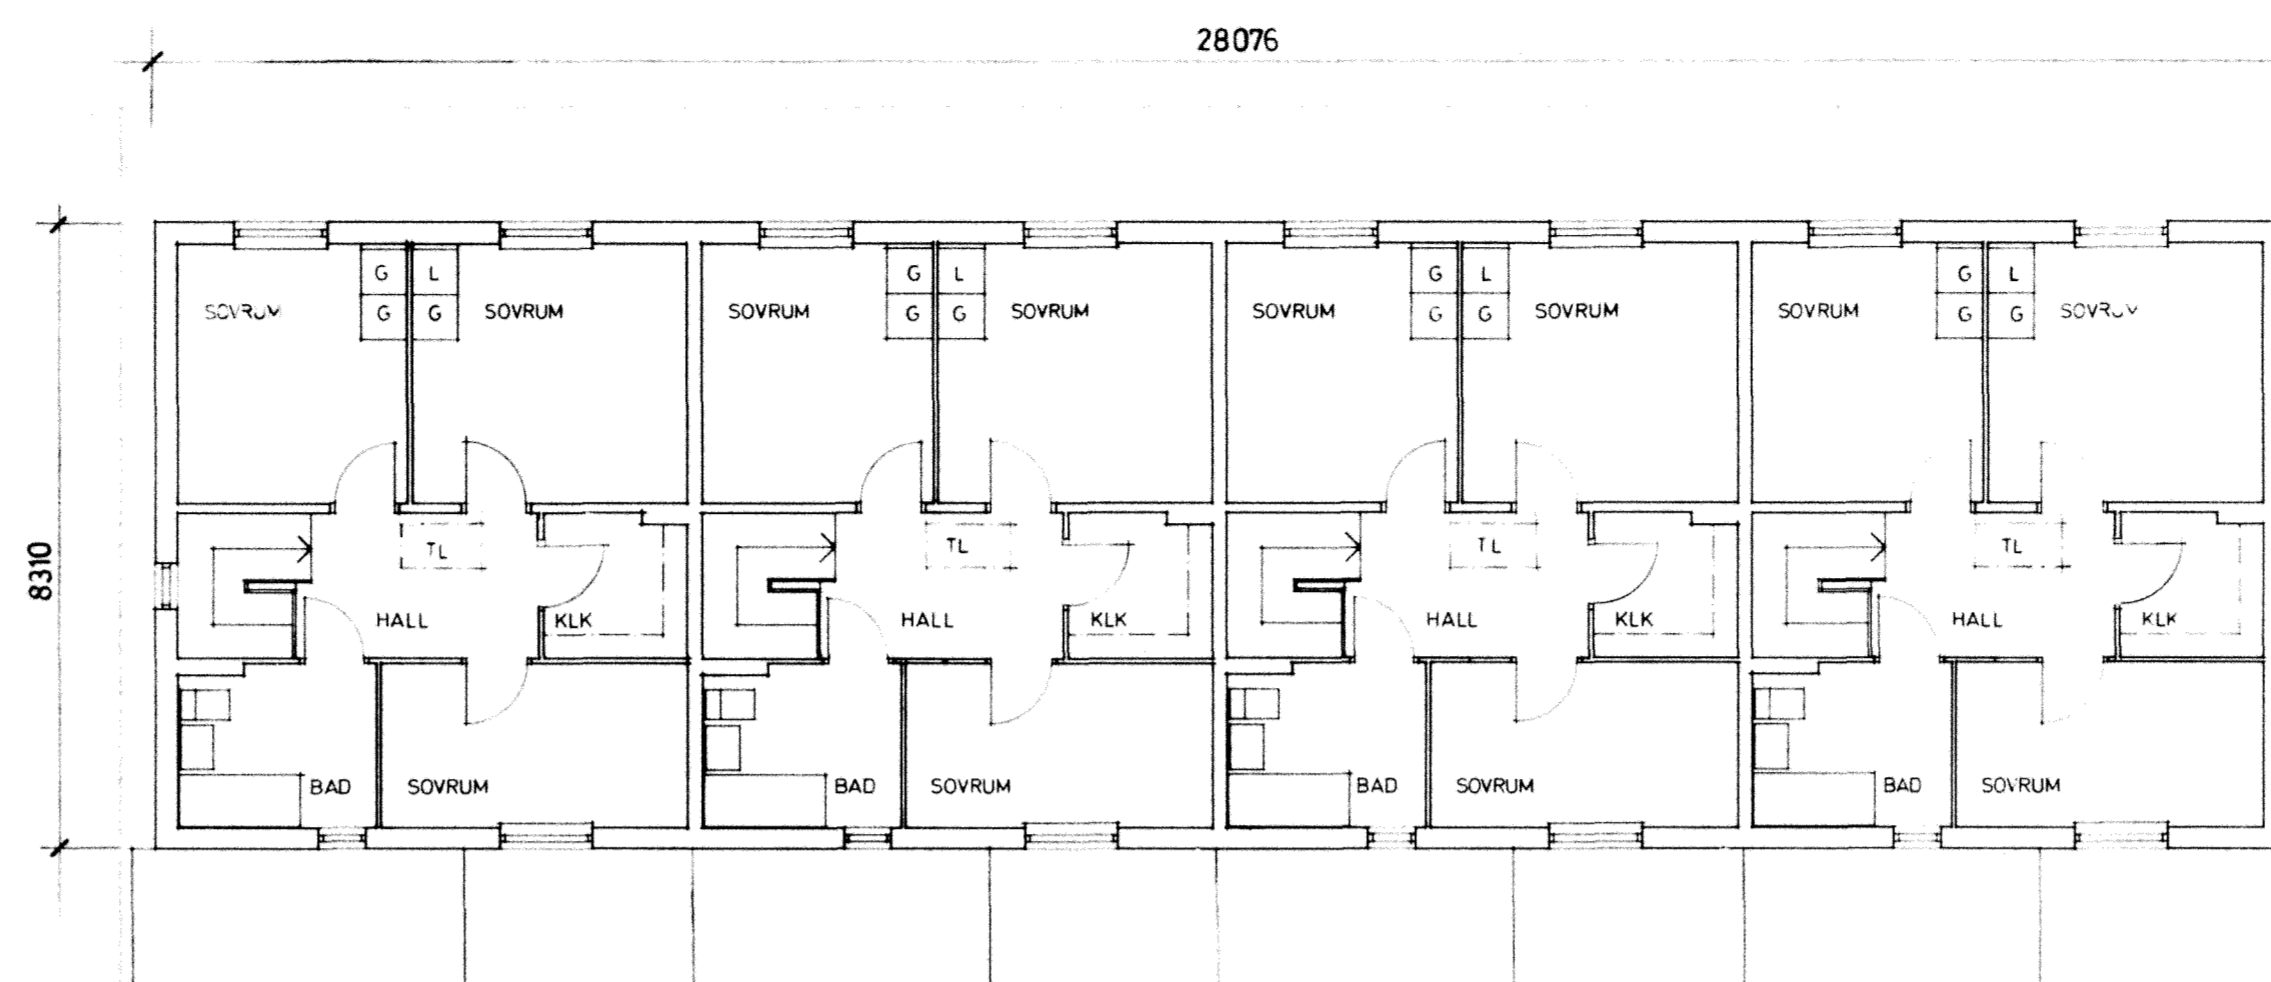 28076
G L G L G L G L
SOVRUM G G SOVRUM SOVRUM G G SOVRUM SOVRUM G G SOVRUM SOVRUM G G SOVRUM
TL TL TL TL
8310
HALL KLK HALL KLK HALL KLK HALL KLK
BAD SOVRUM BAD SOVRUM BAD SOVRUM BAD SOVRUM